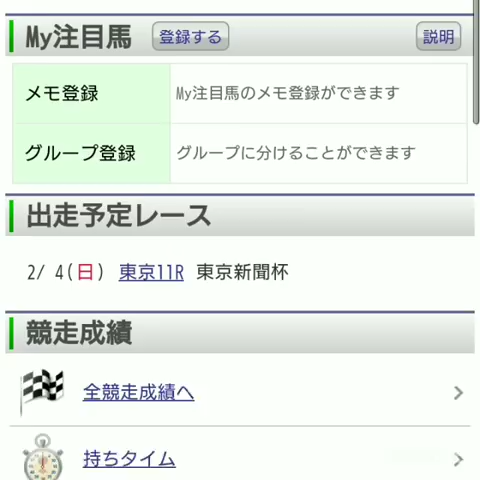 My注目馬 登録する 説明
メモ登録 My注目馬のメモ登録ができます
グループ登録 グループに分けることができます
出走予定レース
2/ 4(日) 東京11R 東京新聞杯
競走成績
全競走成績へ
持ちタイム